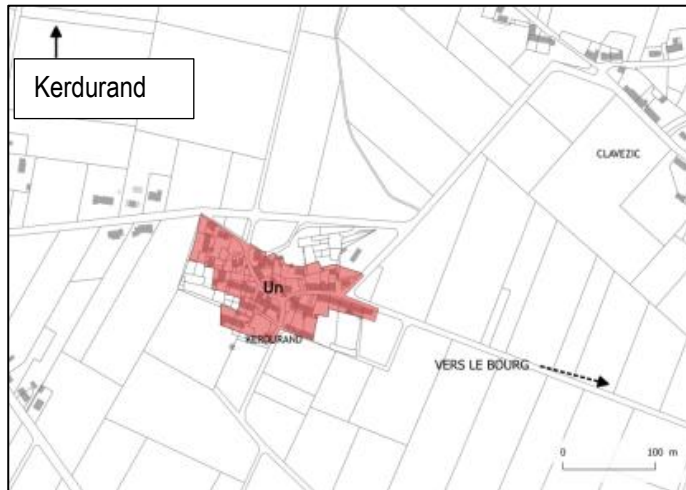 Kerdurand
CLAVEZIC
Un
KERDURAND
VERS LE BOURG
0 100 m